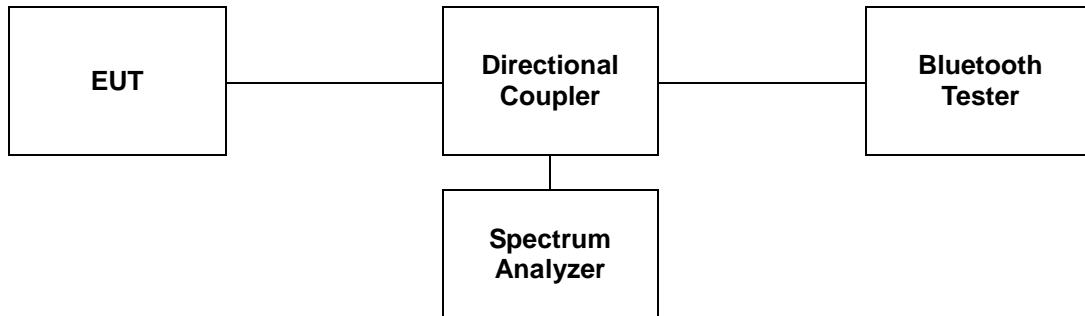 EUT
Directional
Coupler
Bluetooth
Tester
Spectrum
Analyzer